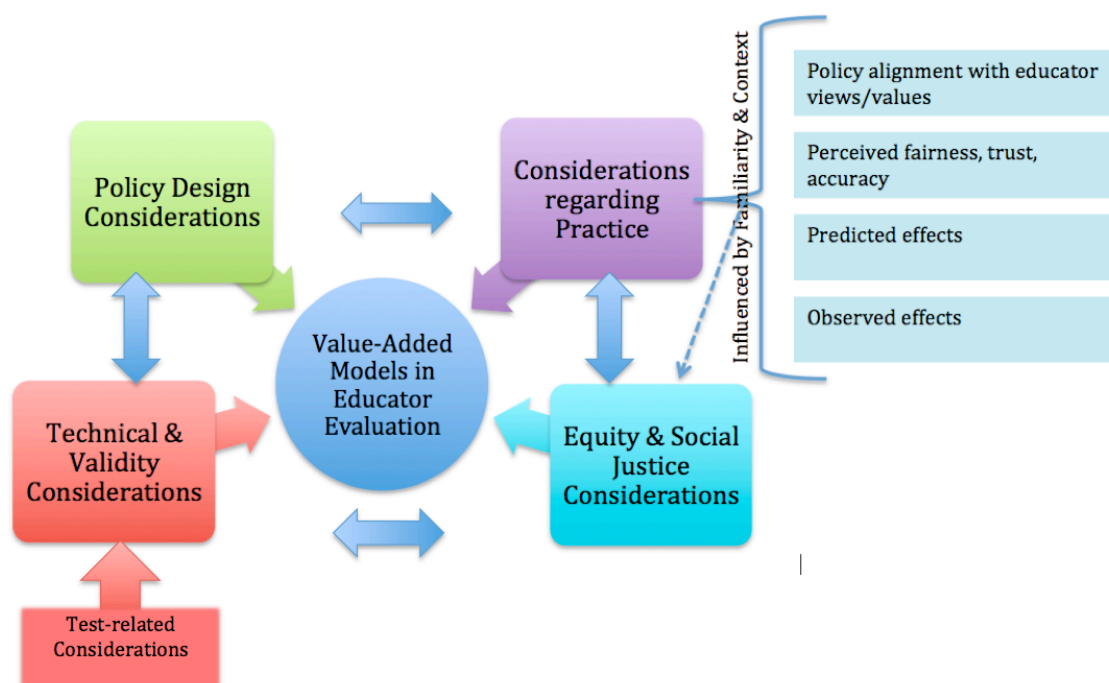 Policy Design
Considerations
Considerations
regarding
Practice
Influenced by Familiarity & Context
Policy alignment with educator
views/values
Perceived fairness, trust,
accuracy
Predicted effects
Observed effects
Value-Added
Models in
Educator
Evaluation
Technical &
Validity
Considerations
Equity & Social
Justice
Considerations
Test-related
Considerations